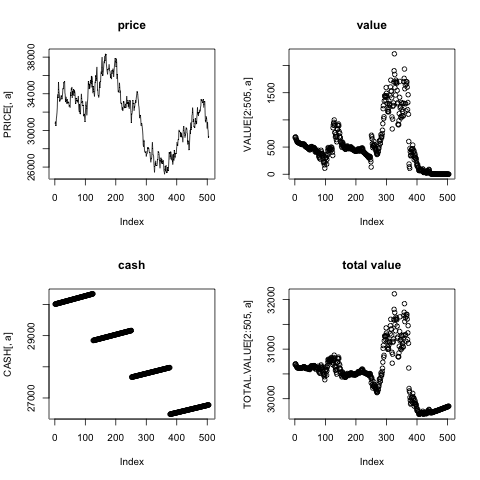 price
PRICE[, a]
26000 30000 34000 38000
0 100 200 300 400 500
Index
value
VALUE[2:505, a]
0 500 1500
0 100 200 300 400 500
Index
cash
CASH[, a]
27000 29000
0 100 200 300 400 500
Index
total value
TOTAL.VALUE[2:505, a]
30000 31000 32000
0 100 200 300 400 500
Index